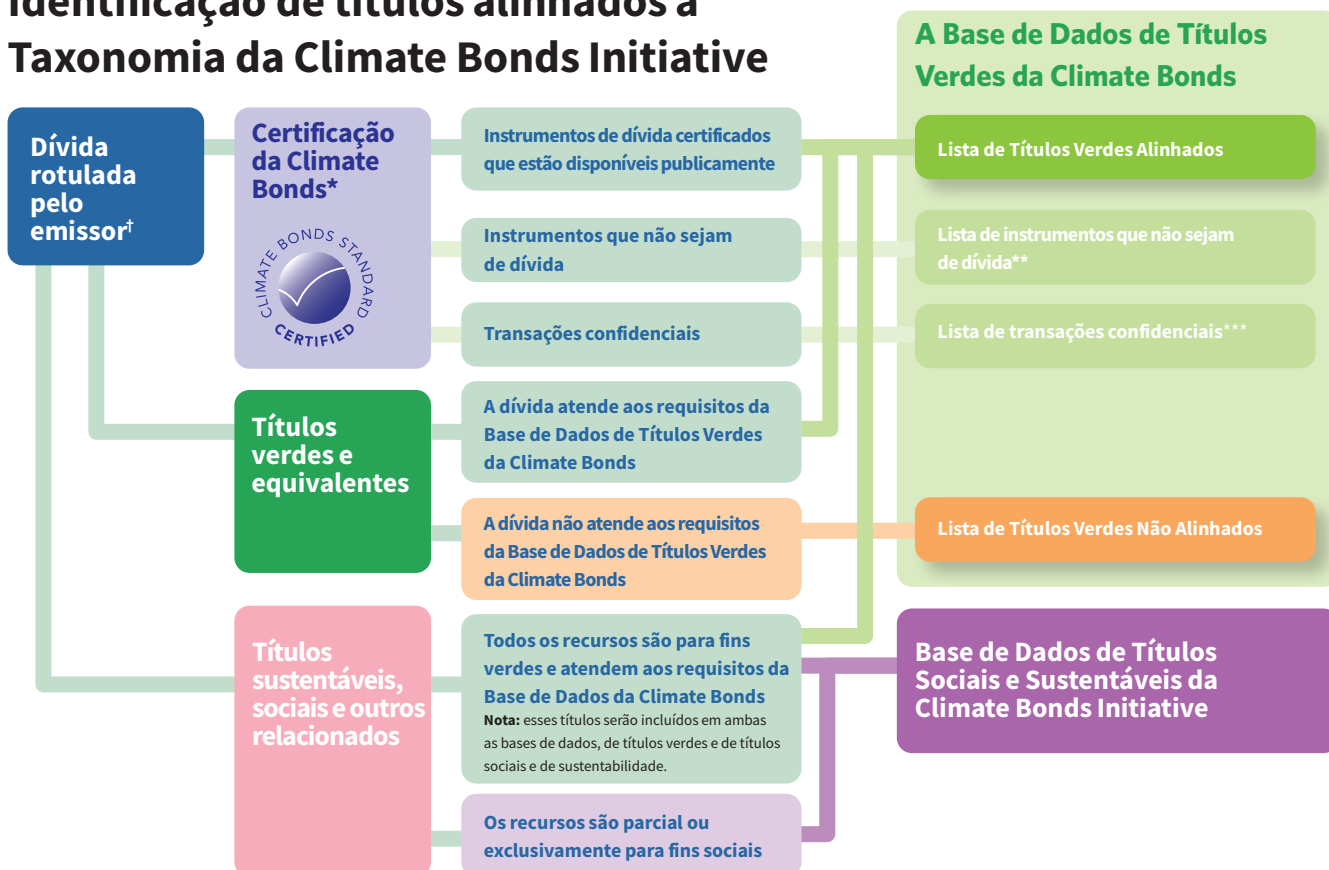 Identificação de títulos alinhados à
Taxonomia da Climate Bonds Initiative
A Base de Dados de Títulos
Verdes da Climate Bonds
Dívida
rotulada
pelo
emissor†
Certificação
da Climate
Bonds*
CLIMATE BONDS STANDARD
CERTIFIED
Instrumentos de dívida certificados
que estão disponíveis publicamente
Lista de Títulos Verdes Alinhados
Instrumentos que não sejam
de dívida
Lista de instrumentos que não sejam
de dívida**
Transações confidenciais
Lista de transações confidenciais***
Títulos
verdes e
equivalentes
A dívida atende aos requisitos da
Base de Dados de Títulos Verdes
da Climate Bonds
A dívida não atende aos requisitos
da Base de Dados de Títulos Verdes
da Climate Bonds
Lista de Títulos Verdes Não Alinhados
Títulos
sustentáveis,
sociais e outros
relacionados
Todos os recursos são para fins
verdes e atendem aos requisitos da
Base de Dados da Climate Bonds
Nota: esses títulos serão incluídos em ambas
as bases de dados, de títulos verdes e de títulos
sociais e de sustentabilidade.
Base de Dados de Títulos
Sociais e Sustentáveis da
Climate Bonds Initiative
Os recursos são parcial ou
exclusivamente para fins sociais